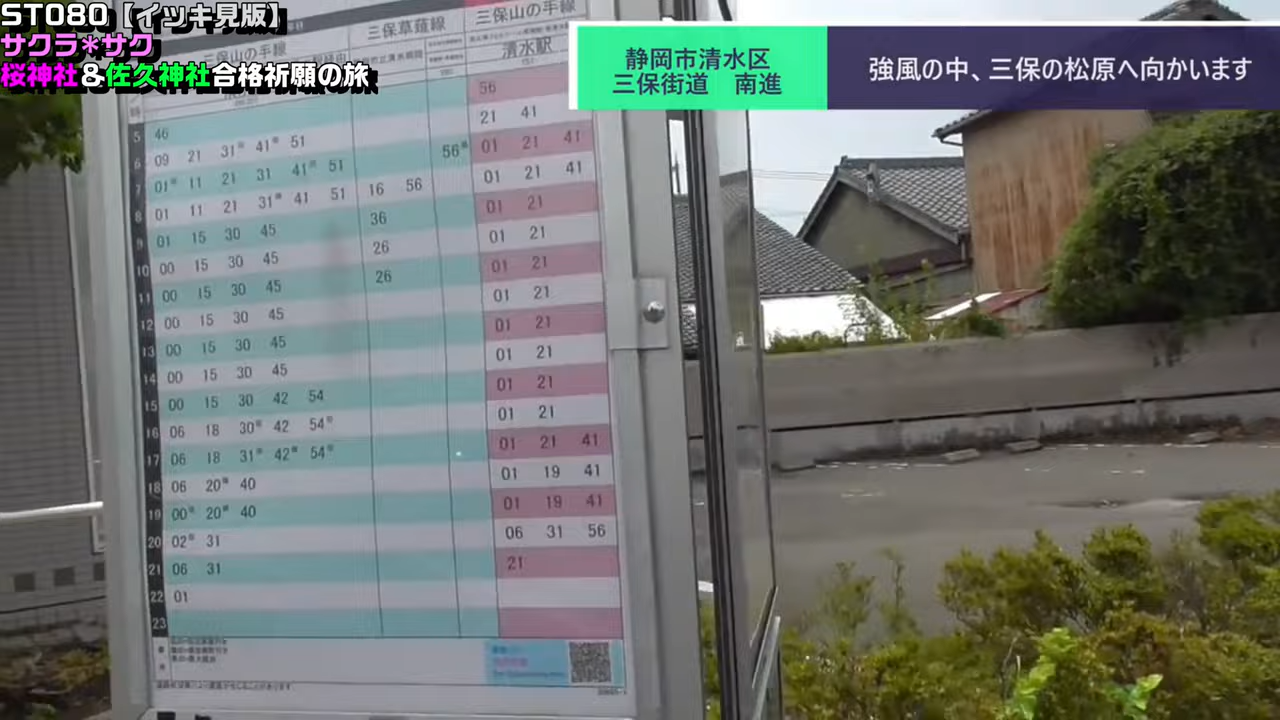 ST080【イッキ見版】
サクラ＊サク
桜神社＆佐久神社合格祈願の旅
静岡市清水区
三保街道　南進
強風の中、三保の松原へ向かいます
三保山の手線 三保草薙線 三保山の手線
清水駅
時
5 46 56
6 09 21 31 41 51 21 41
7 01 11 21 31 41 51 56 01 21 41
8 01 11 21 31 41 51 16 56 01 21 41
9 01 15 30 45 36 01 21
10 00 15 30 45 26 01 21
11 00 15 30 45 26 01 21
12 00 15 30 45 01 21
13 00 15 30 45 01 21
14 00 15 30 45 01 21
15 00 15 30 42 54 01 21
16 06 18 30 42 54 01 21
17 06 18 31 42 54 01 21 41
18 06 20 40 01 19 41
19 00 20 40 01 19 41
20 02 31 06 31 56
21 06 31 21
22 01
23